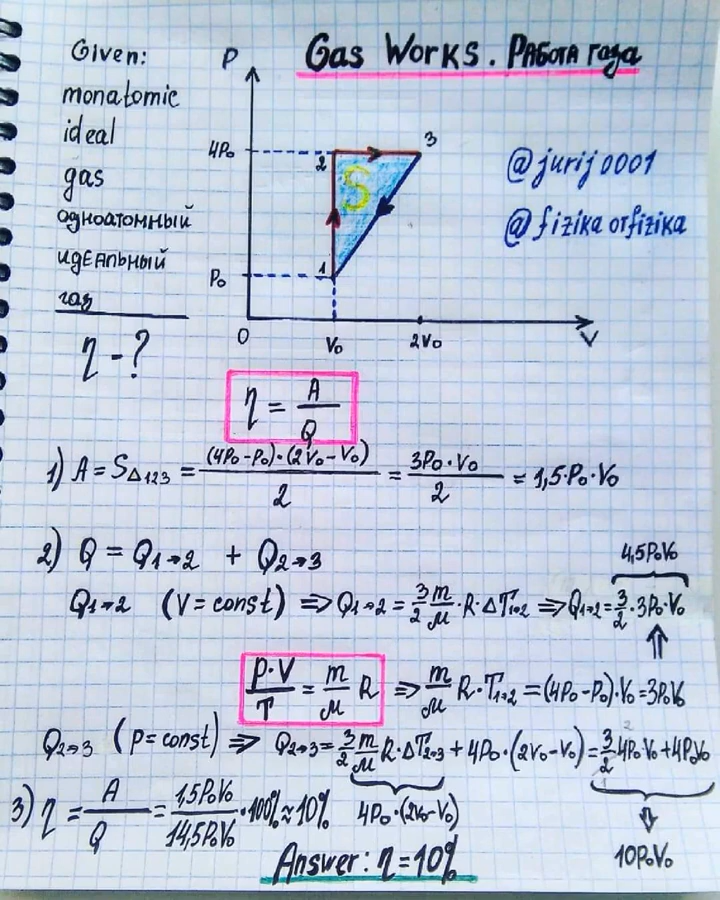 Gas Works. Работа газа
Given:
monatomic
ideal
gas
одноатомный
идеальный
газ
η - ?
P
4P₀
P₀
0
V₀
2V₀
V
1
2
3
S
@jurij0001
@fizika otfizika
η = A/Q
1) A = S△123 = (4P₀-P₀)·(2V₀-V₀)/2 = 3P₀·V₀/2 = 1,5·P₀·V₀
2) Q = Q₁→₂ + Q₂→₃
4,5P₀V₀
Q₁→₂ (V = const) ⇒ Q₁→₂ = 3/2 m/μ·R·ΔT₁→₂ ⇒ Q₁→₂ = 3/2·3P₀·V₀
P·V/T = m/μ R ⇒ m/μ R·T₁→₂ = (4P₀-P₀)·V₀ = 3P₀V₀
Q₂→₃ (p = const) ⇒ Q₂→₃ = 3/2 m/μ R·ΔT₂→₃ + 4P₀·(2V₀-V₀) = 3/2 4P₀V₀ + 4P₀V₀
4P₀·(2V₀-V₀)
10P₀V₀
3) η = A/Q = 1,5P₀V₀/14,5P₀V₀ ·100% ≈ 10%
Answer: η = 10%